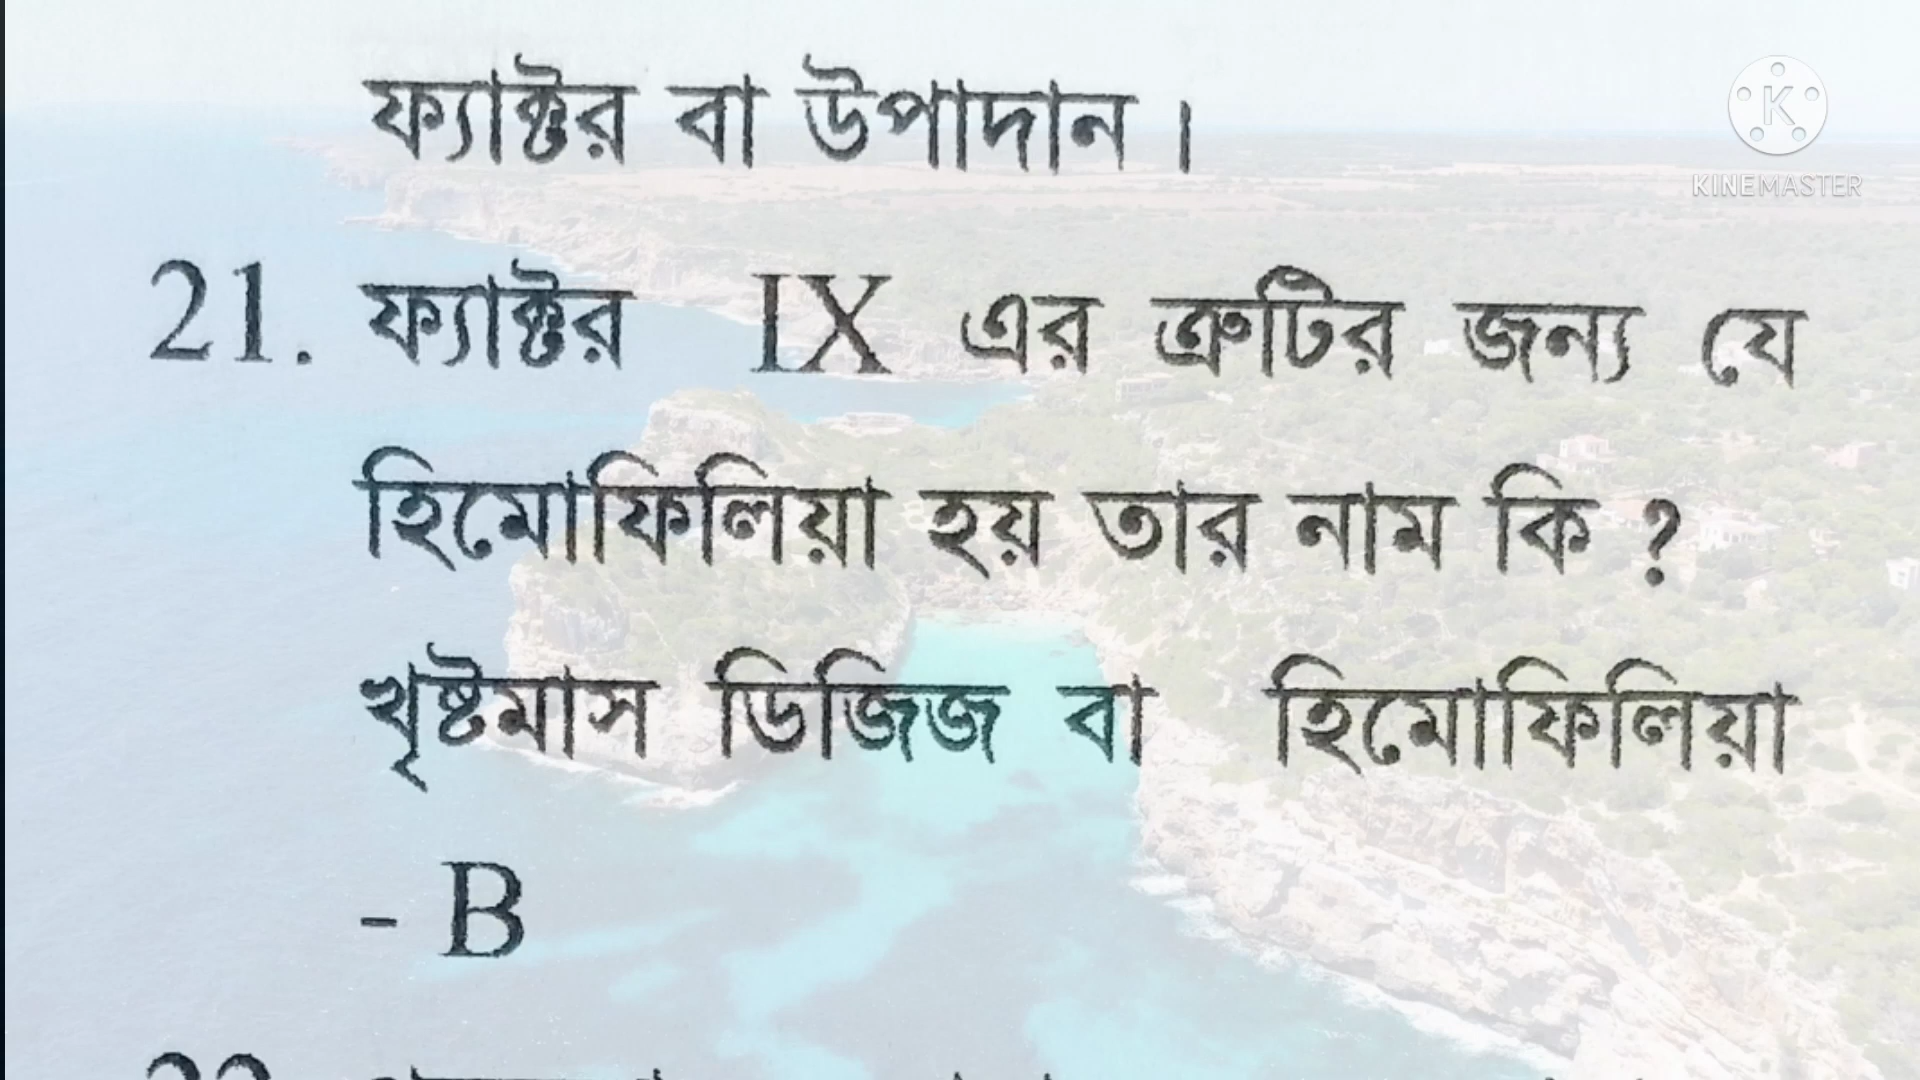 ফ্যাক্টর বা উপাদান ।
KINEMASTER
21. ফ্যাক্টর IX এর ত্রুটির জন্য যে
হিমোফিলিয়া হয় তার নাম কি ?
খৃষ্টমাস ডিজিজ বা হিমোফিলিয়া
- B